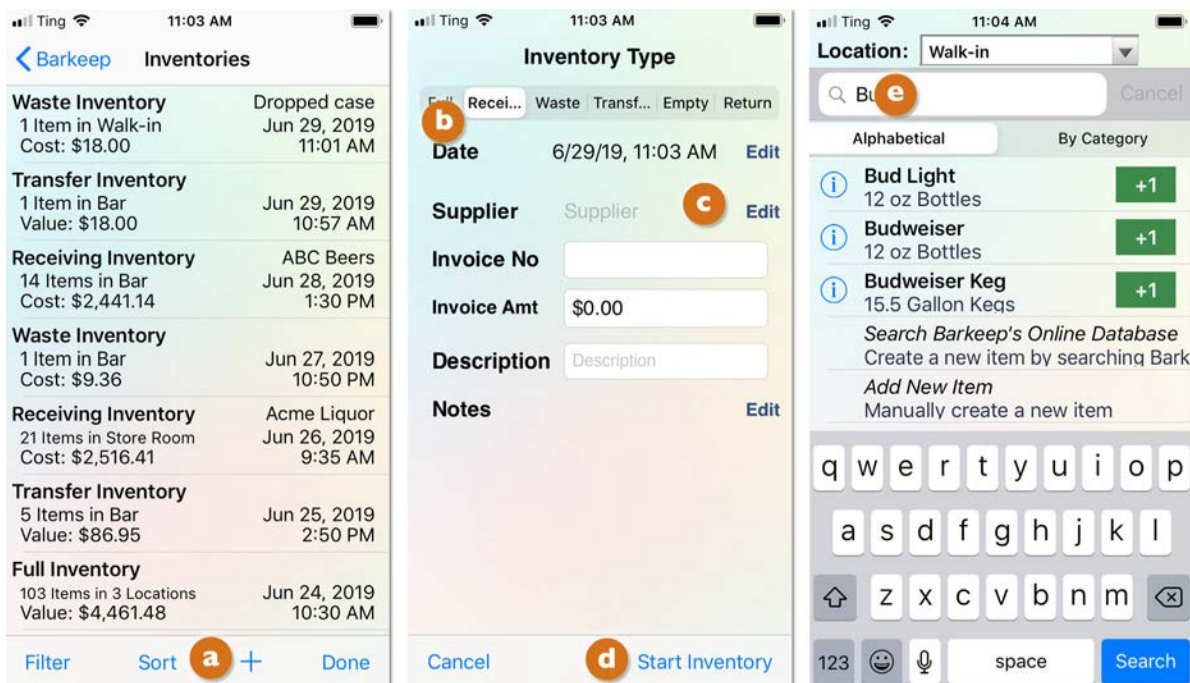 Ting 11:03 AM
Barkeep Inventories
Waste Inventory Dropped case
1 Item in Walk-in Jun 29, 2019
Cost: $18.00 11:01 AM
Transfer Inventory
1 Item in Bar Jun 29, 2019
Value: $18.00 10:57 AM
Receiving Inventory ABC Beers
14 Items in Bar Jun 28, 2019
Cost: $2,441.14 1:30 PM
Waste Inventory
1 Item in Bar Jun 27, 2019
Cost: $9.36 10:50 PM
Receiving Inventory Acme Liquor
21 Items in Store Room Jun 26, 2019
Cost: $2,516.41 9:35 AM
Transfer Inventory
5 Items in Bar Jun 25, 2019
Value: $86.95 2:50 PM
Full Inventory
103 Items in 3 Locations Jun 24, 2019
Value: $4,461.48 10:30 AM
Filter Sort a + Done
Ting 11:03 AM
Inventory Type
Recei... Waste Transf... Empty Return
b
Date 6/29/19, 11:03 AM Edit
Supplier Supplier c Edit
Invoice No
Invoice Amt $0.00
Description Description
Notes Edit
Cancel d Start Inventory
Ting 11:04 AM
Location: Walk-in
Bu e Cancel
Alphabetical By Category
Bud Light +1
12 oz Bottles
Budweiser +1
12 oz Bottles
Budweiser Keg +1
15.5 Gallon Kegs
Search Barkeep's Online Database
Create a new item by searching Bark
Add New Item
Manually create a new item
q w e r t y u i o p
a s d f g h j k l
z x c v b n m
123 space Search